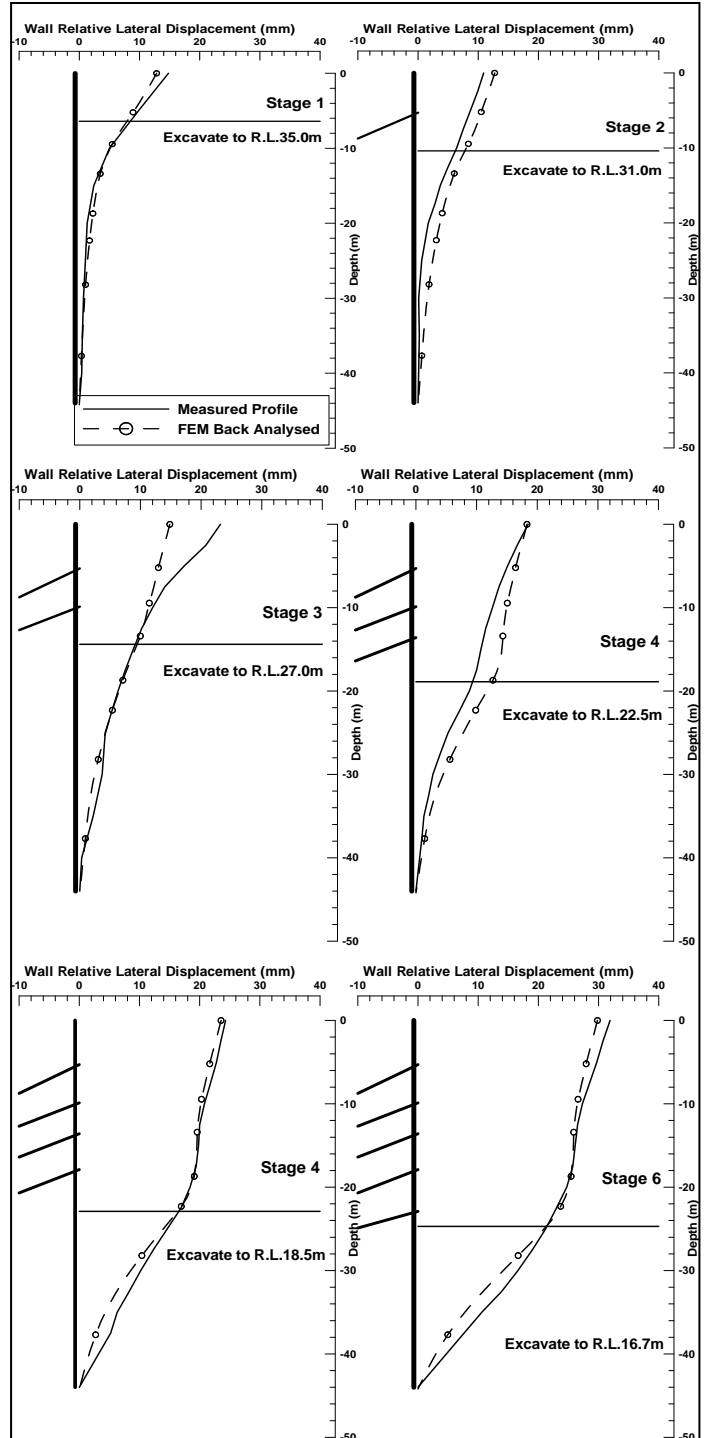 Wall Relative Lateral Displacement (mm)
-10 0 10 20 30 40
0
-10
-20
-30
-40
-50
Depth (m)
Stage 1
Excavate to R.L.35.0m
Measured Profile
FEM Back Analysed
Wall Relative Lateral Displacement (mm)
-10 0 10 20 30 40
0
-10
-20
-30
-40
-50
Depth (m)
Stage 2
Excavate to R.L.31.0m
Wall Relative Lateral Displacement (mm)
-10 0 10 20 30 40
0
-10
-20
-30
-40
-50
Depth (m)
Stage 3
Excavate to R.L.27.0m
Wall Relative Lateral Displacement (mm)
-10 0 10 20 30 40
0
-10
-20
-30
-40
-50
Depth (m)
Stage 4
Excavate to R.L.22.5m
Wall Relative Lateral Displacement (mm)
-10 0 10 20 30 40
0
-10
-20
-30
-40
-50
Depth (m)
Stage 4
Excavate to R.L.18.5m
Wall Relative Lateral Displacement (mm)
-10 0 10 20 30 40
0
-10
-20
-30
-40
-50
Depth (m)
Stage 6
Excavate to R.L.16.7m